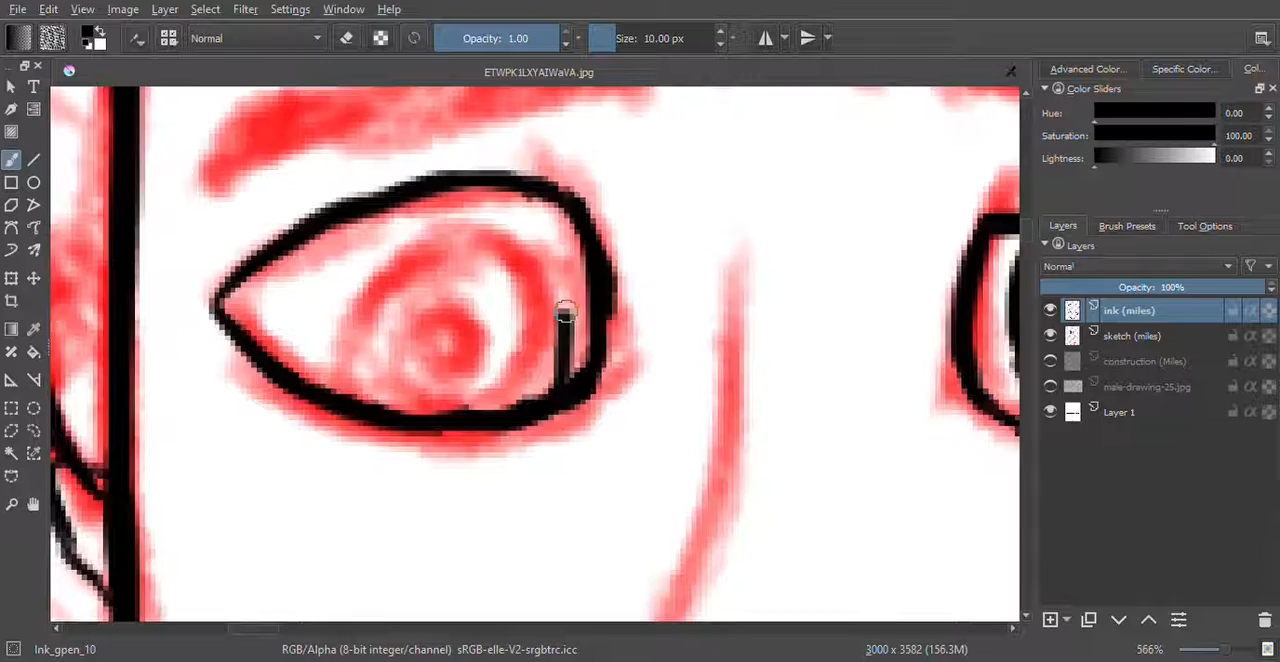 File Edit View Image Layer Select Filter Settings Window Help
Normal Opacity: 1.00 Size: 10.00 px
ETWPK1LXYAIWaVA.jpg
Advanced Color... Specific Color... Col...
Color Sliders
Hue: 0.00
Saturation: 100.00
Lightness: 0.00
Layers Brush Presets Tool Options
Layers
Normal
Opacity: 100%
ink (miles)
sketch (miles)
construction (Miles)
male-drawing-25.jpg
Layer 1
Ink_gpen_10 RGB/Alpha (8-bit integer/channel) sRGB-elle-V2-srgbtrc.icc 3000 x 3582 (156.3M) 566%